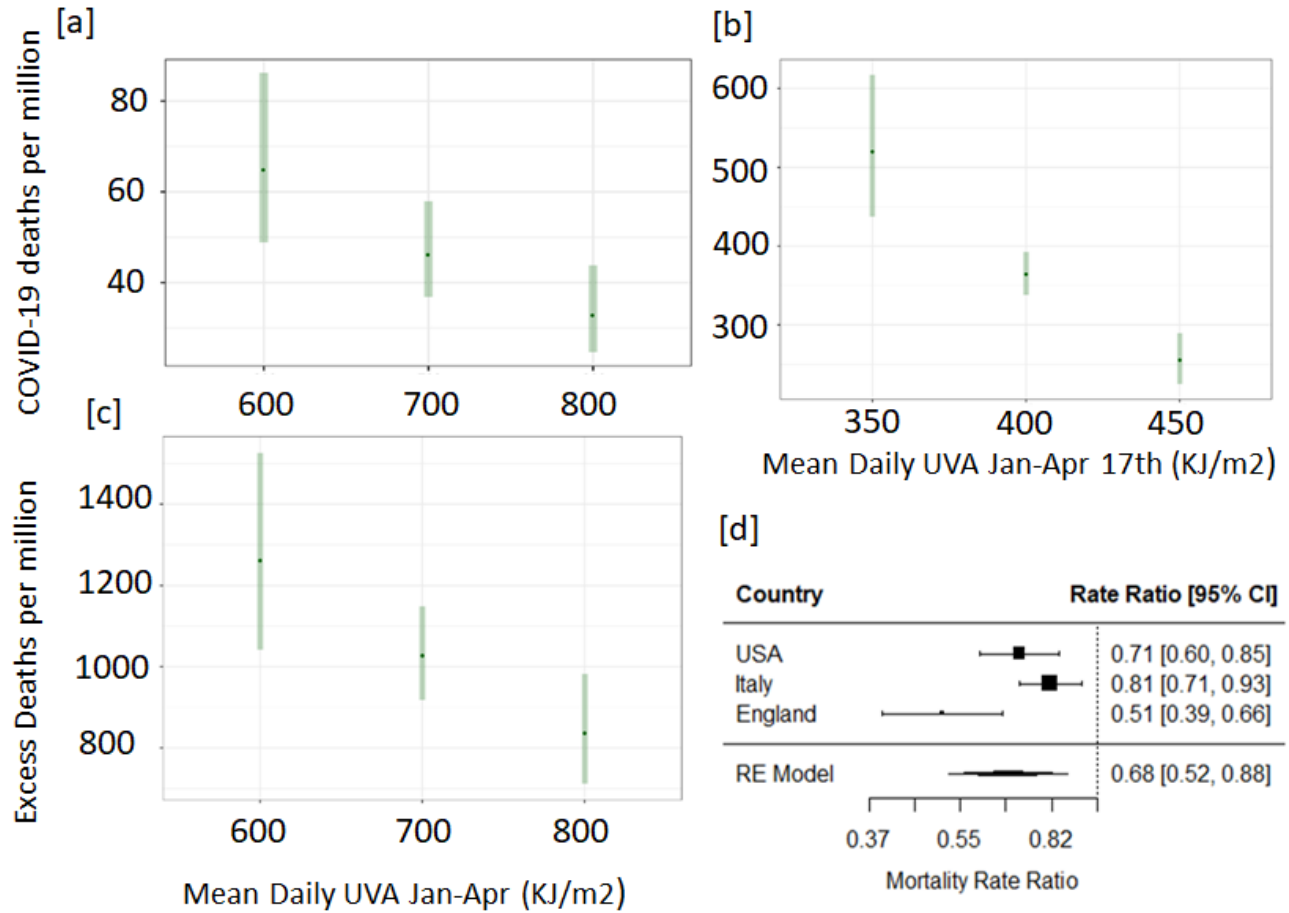 [a]
COVID-19 deaths per million
80
60
40
600 700 800
[b]
600
500
400
300
350 400 450
Mean Daily UVA Jan-Apr 17th (KJ/m2)
[c]
Excess Deaths per million
1400
1200
1000
800
600 700 800
Mean Daily UVA Jan-Apr (KJ/m2)
[d]
Country Rate Ratio [95% CI]
USA 0.71 [0.60, 0.85]
Italy 0.81 [0.71, 0.93]
England 0.51 [0.39, 0.66]
RE Model 0.68 [0.52, 0.88]
0.37 0.55 0.82
Mortality Rate Ratio